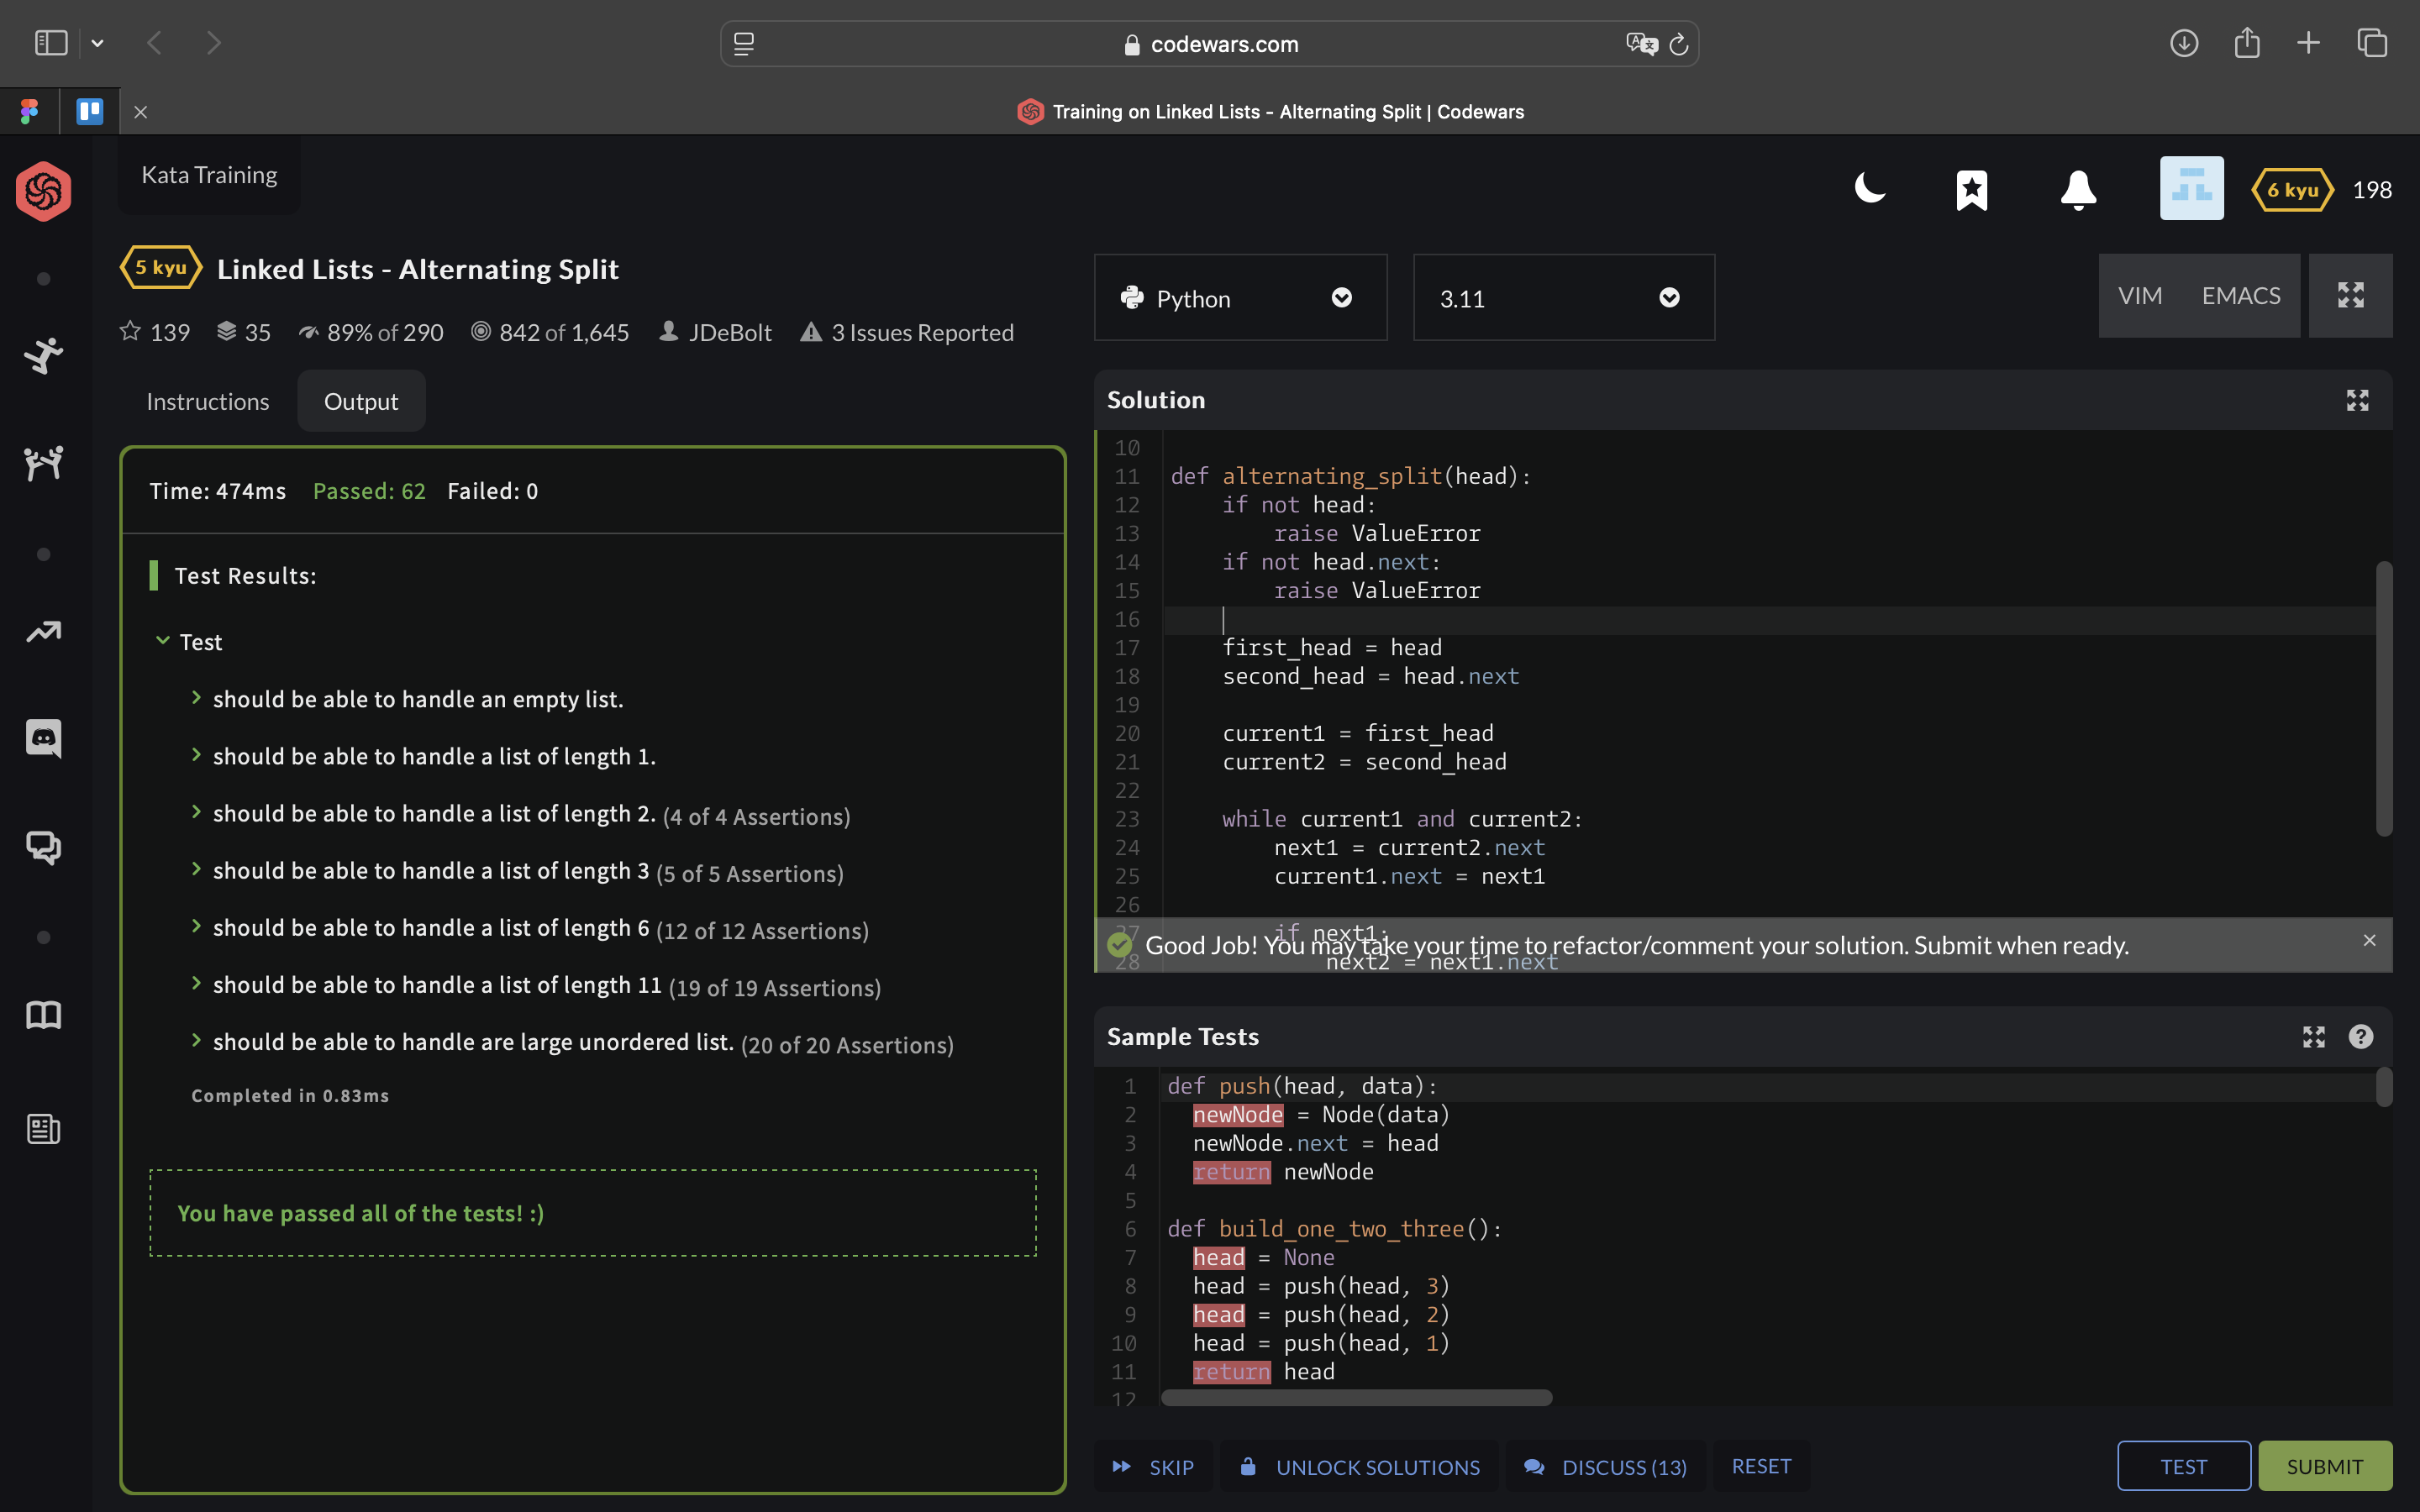 codewars.com
Training on Linked Lists - Alternating Split | Codewars
Kata Training
6 kyu 198
5 kyu Linked Lists - Alternating Split
139 35 89% of 290 842 of 1,645 JDeBolt 3 Issues Reported
Instructions Output
Time: 474ms Passed: 62 Failed: 0
Test Results:
Test
should be able to handle an empty list.
should be able to handle a list of length 1.
should be able to handle a list of length 2. (4 of 4 Assertions)
should be able to handle a list of length 3 (5 of 5 Assertions)
should be able to handle a list of length 6 (12 of 12 Assertions)
should be able to handle a list of length 11 (19 of 19 Assertions)
should be able to handle are large unordered list. (20 of 20 Assertions)
Completed in 0.83ms
You have passed all of the tests! :)
Python 3.11 VIM EMACS
Solution
10
11 def alternating_split(head):
12 if not head:
13 raise ValueError
14 if not head.next:
15 raise ValueError
16
17 first_head = head
18 second_head = head.next
19
20 current1 = first_head
21 current2 = second_head
22
23 while current1 and current2:
24 next1 = current2.next
25 current1.next = next1
26
27 if next1:
Good Job! You may take your time to refactor/comment your solution. Submit when ready.
28 next2 = next1.next
Sample Tests
1 def push(head, data):
2 newNode = Node(data)
3 newNode.next = head
4 return newNode
5
6 def build_one_two_three():
7 head = None
8 head = push(head, 3)
9 head = push(head, 2)
10 head = push(head, 1)
11 return head
12
SKIP UNLOCK SOLUTIONS DISCUSS (13) RESET TEST SUBMIT